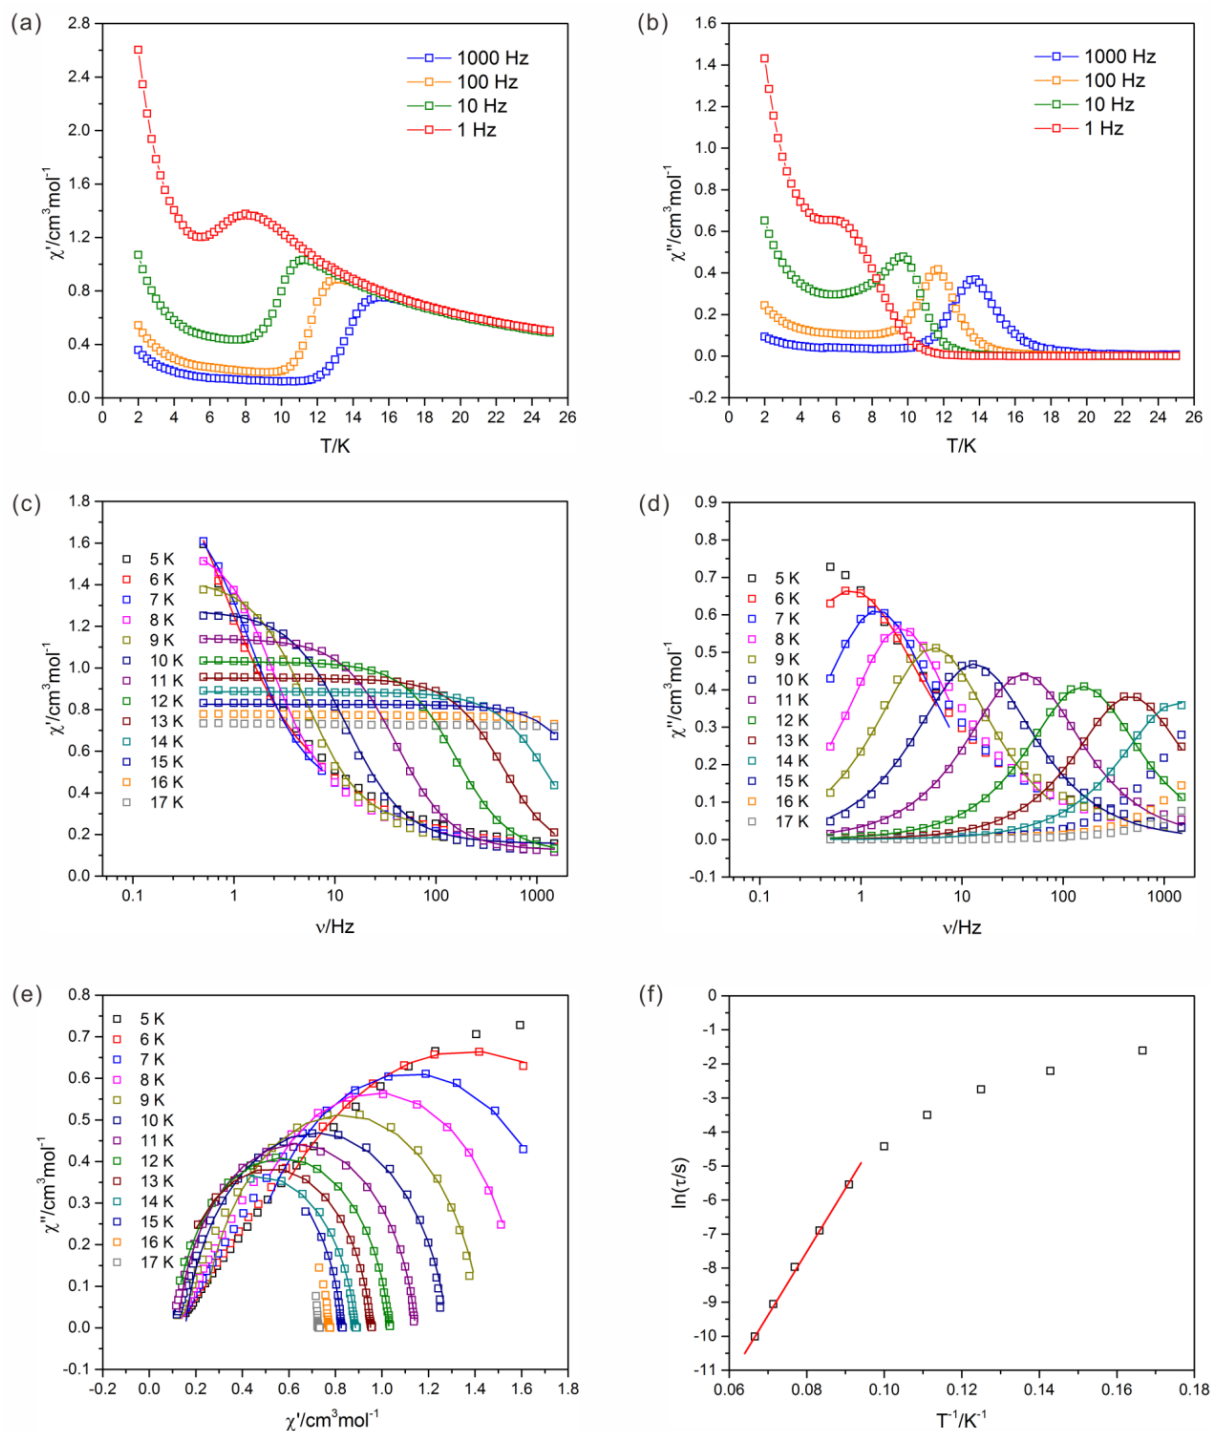 (a)
2.8
2.4
2.0
1.6
1.2
0.8
0.4
0.0
χ'/cm³mol⁻¹
1000 Hz
100 Hz
10 Hz
1 Hz
0 2 4 6 8 10 12 14 16 18 20 22 24 26
T/K
(b)
1.6
1.4
1.2
1.0
0.8
0.6
0.4
0.2
0.0
-0.2
χ''/cm³mol⁻¹
1000 Hz
100 Hz
10 Hz
1 Hz
0 2 4 6 8 10 12 14 16 18 20 22 24 26
T/K
(c)
1.8
1.6
1.4
1.2
1.0
0.8
0.6
0.4
0.2
0.0
χ'/cm³mol⁻¹
5 K
6 K
7 K
8 K
9 K
10 K
11 K
12 K
13 K
14 K
15 K
16 K
17 K
0.1 1 10 100 1000
ν/Hz
(d)
0.9
0.8
0.7
0.6
0.5
0.4
0.3
0.2
0.1
0.0
-0.1
χ''/cm³mol⁻¹
5 K
6 K
7 K
8 K
9 K
10 K
11 K
12 K
13 K
14 K
15 K
16 K
17 K
0.1 1 10 100 1000
ν/Hz
(e)
0.8
0.7
0.6
0.5
0.4
0.3
0.2
0.1
0.0
-0.1
χ''/cm³mol⁻¹
5 K
6 K
7 K
8 K
9 K
10 K
11 K
12 K
13 K
14 K
15 K
16 K
17 K
-0.2 0.0 0.2 0.4 0.6 0.8 1.0 1.2 1.4 1.6 1.8
χ'/cm³mol⁻¹
(f)
0
-1
-2
-3
-4
-5
-6
-7
-8
-9
-10
-11
ln(τ/s)
0.06 0.08 0.10 0.12 0.14 0.16 0.18
T⁻¹/K⁻¹